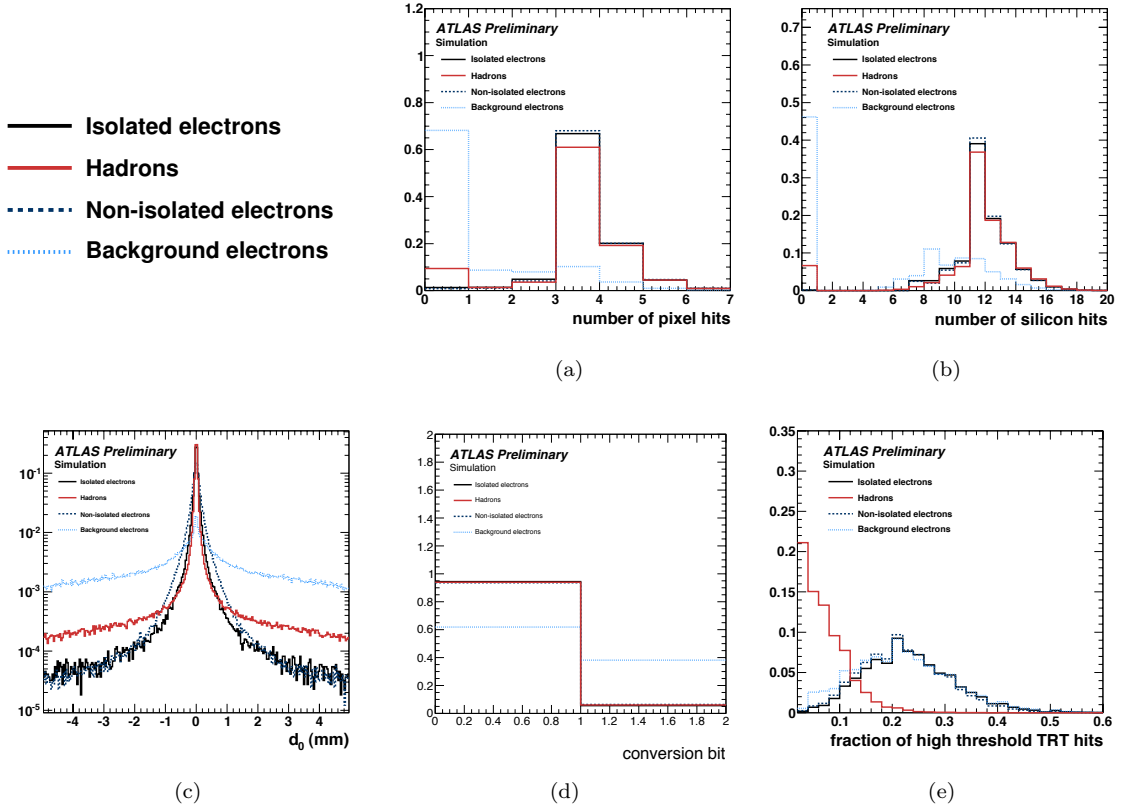 Isolated electrons
Hadrons
Non-isolated electrons
Background electrons
1.2
1
0.8
0.6
0.4
0.2
0
ATLAS Preliminary
Simulation
Isolated electrons
Hadrons
Non-isolated electrons
Background electrons
0 1 2 3 4 5 6 7
number of pixel hits
(a)
0.7
0.6
0.5
0.4
0.3
0.2
0.1
0
ATLAS Preliminary
Simulation
Isolated electrons
Hadrons
Non-isolated electrons
Background electrons
0 2 4 6 8 10 12 14 16 18 20
number of silicon hits
(b)
10-1
10-2
10-3
10-4
10-5
ATLAS Preliminary
Simulation
Isolated electrons
Hadrons
Non-isolated electrons
Background electrons
-4 -3 -2 -1 0 1 2 3 4
d0 (mm)
(c)
2
1.8
1.6
1.4
1.2
1
0.8
0.6
0.4
0.2
0
ATLAS Preliminary
Simulation
Isolated electrons
Hadrons
Non-isolated electrons
Background electrons
0 0.2 0.4 0.6 0.8 1 1.2 1.4 1.6 1.8 2
conversion bit
(d)
0.35
0.3
0.25
0.2
0.15
0.1
0.05
0
ATLAS Preliminary
Simulation
Isolated electrons
Hadrons
Non-isolated electrons
Background electrons
0.1 0.2 0.3 0.4 0.5 0.6
fraction of high threshold TRT hits
(e)